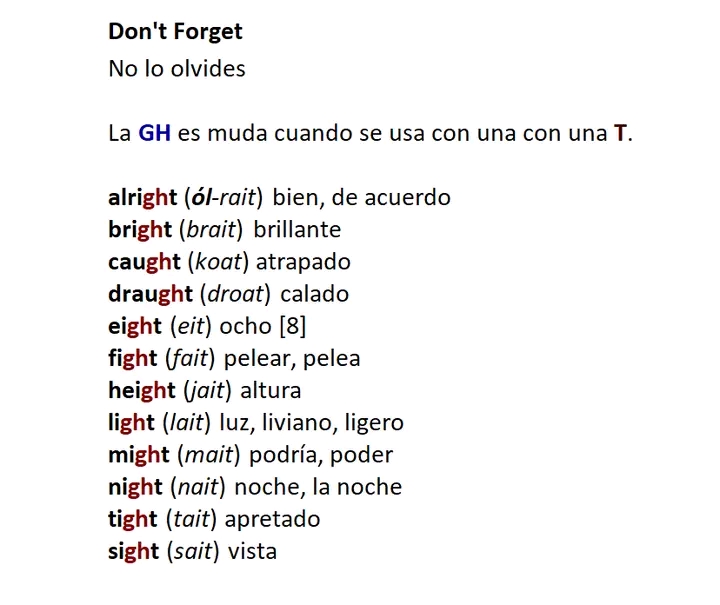 Don't Forget
No lo olvides
La GH es muda cuando se usa con una con una T.
alright (ól-rait) bien, de acuerdo
bright (brait) brillante
caught (koat) atrapado
draught (droat) calado
eight (eit) ocho [8]
fight (fait) pelear, pelea
height (jait) altura
light (lait) luz, liviano, ligero
might (mait) podría, poder
night (nait) noche, la noche
tight (tait) apretado
sight (sait) vista